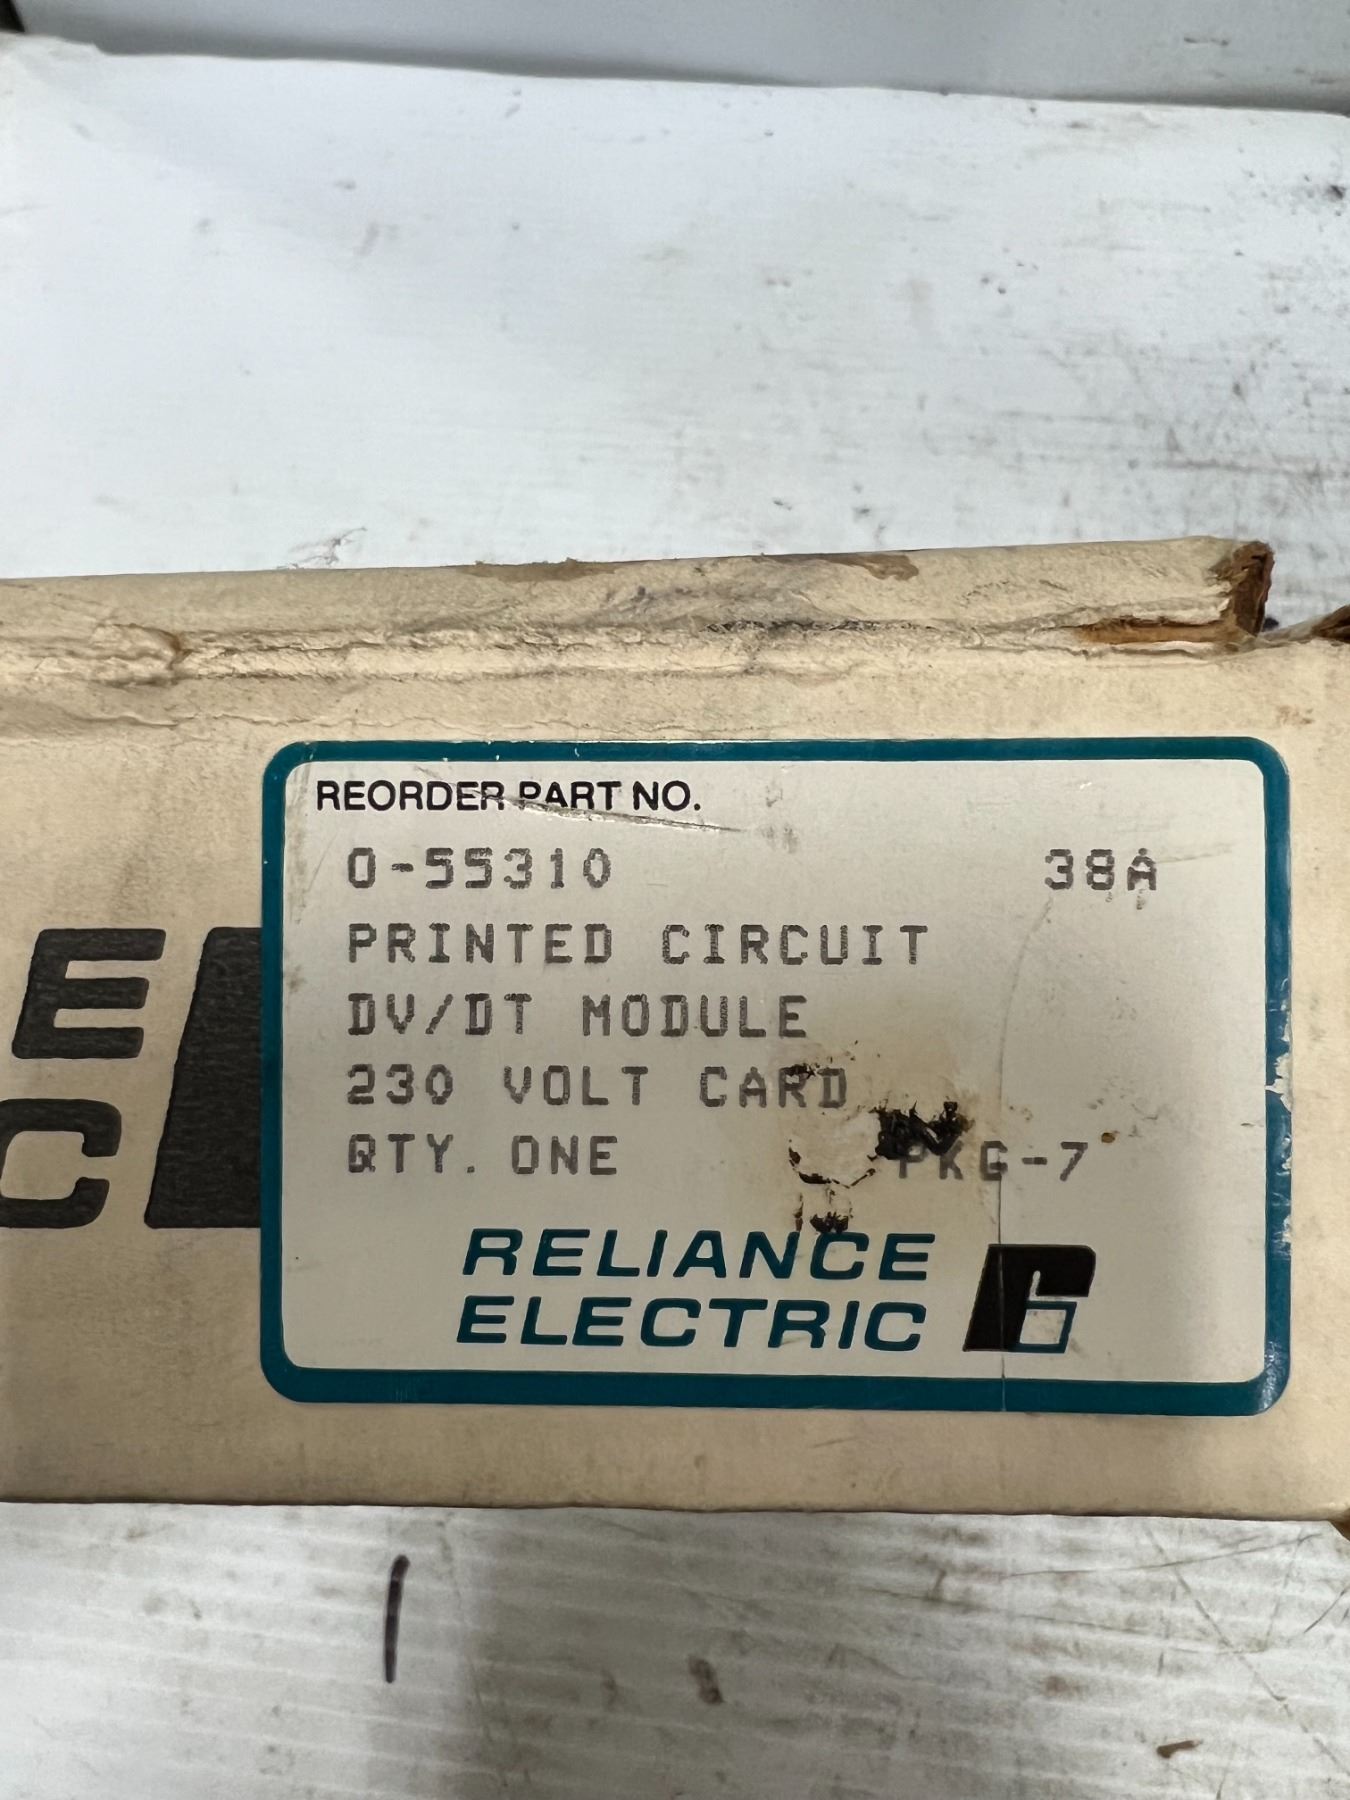 REORDER PART NO.
0-55310 38A
PRINTED CIRCUIT
DV/DT MODULE
230 VOLT CARD
QTY. ONE PKG-7
RELIANCE
ELECTRIC
E
C